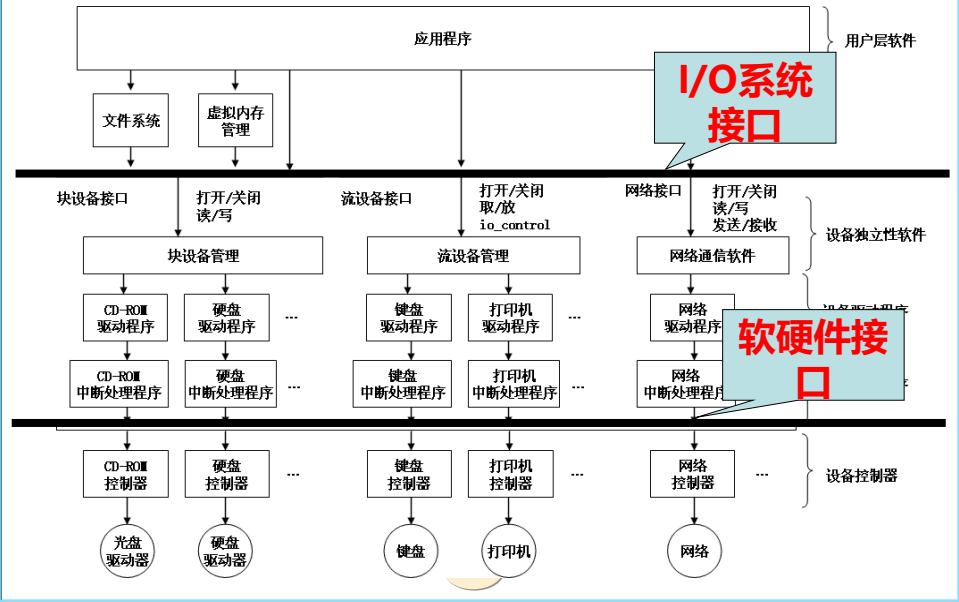 应用程序
用户层软件
I/O系统
接口
文件系统
虚拟内存
管理
块设备接口
打开/关闭
读/写
流设备接口
打开/关闭
取/放
io_control
网络接口
打开/关闭
读/写
发送/接收
设备独立性软件
块设备管理
流设备管理
网络通信软件
CD-ROM
驱动程序
硬盘
驱动程序
...
键盘
驱动程序
打印机
驱动程序
...
网络
驱动程序
软硬件接
口
CD-ROM
中断处理程序
硬盘
中断处理程序
...
键盘
中断处理程序
打印机
中断处理程序
...
网络
中断处理程序
CD-ROM
控制器
硬盘
控制器
...
键盘
控制器
打印机
控制器
...
网络
控制器
...
设备控制器
光盘
驱动器
硬盘
驱动器
键盘
打印机
网络